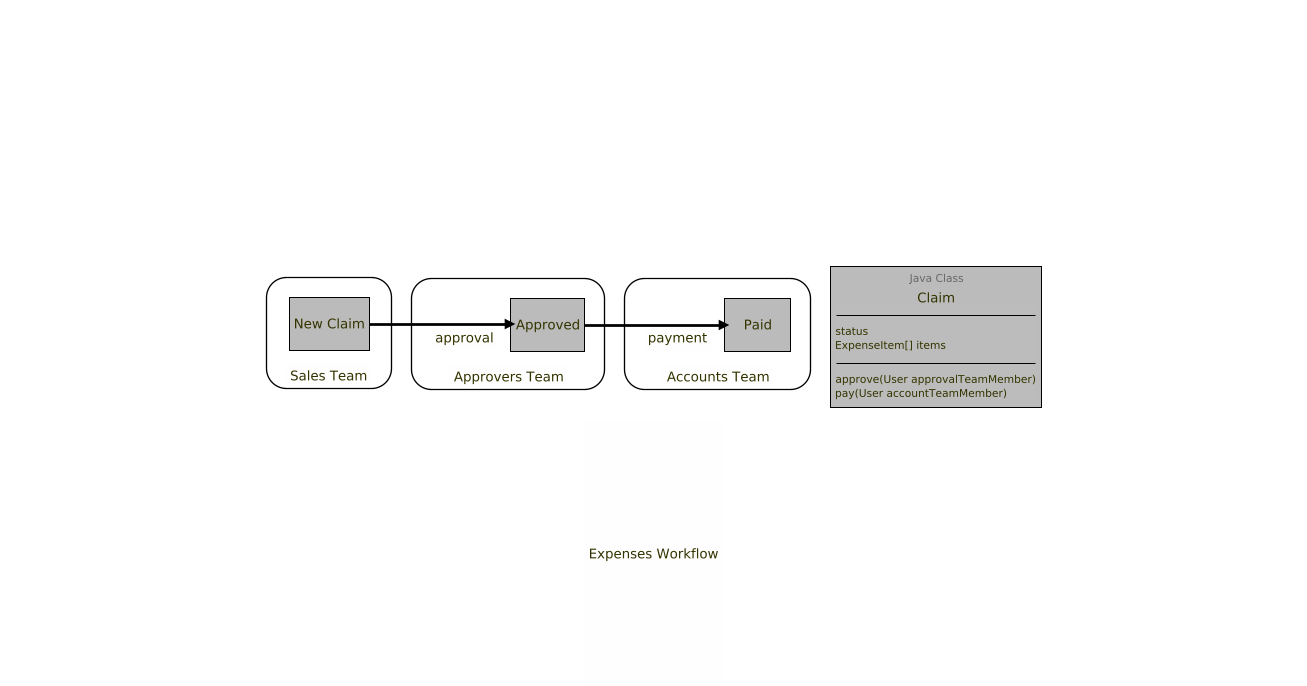 New Claim
Sales Team
approval
Approved
Approvers Team
payment
Paid
Accounts Team
Java Class
Claim
status
ExpenseItem[] items
approve(User approvalTeamMember)
pay(User accountTeamMember)
Expenses Workflow